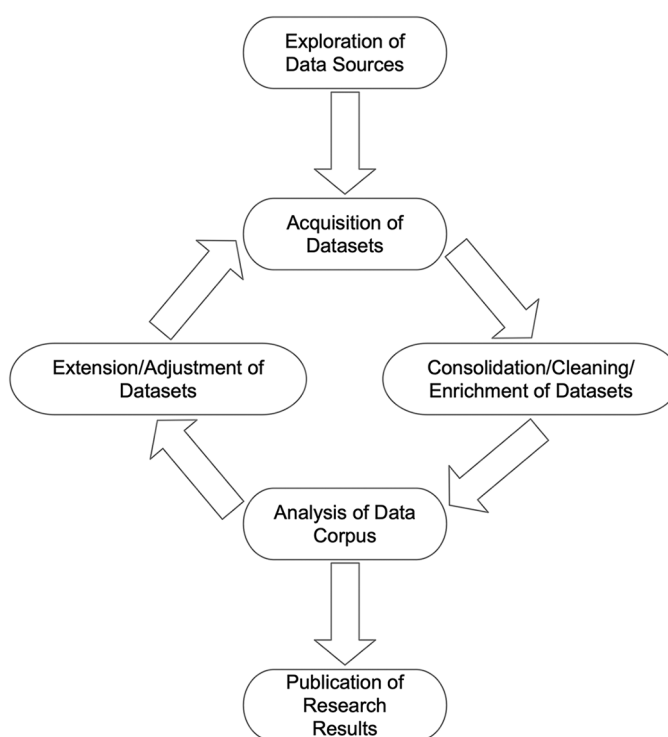 Exploration of
Data Sources
Acquisition of
Datasets
Extension/Adjustment of
Datasets
Consolidation/Cleaning/
Enrichment of Datasets
Analysis of Data
Corpus
Publication of
Research
Results